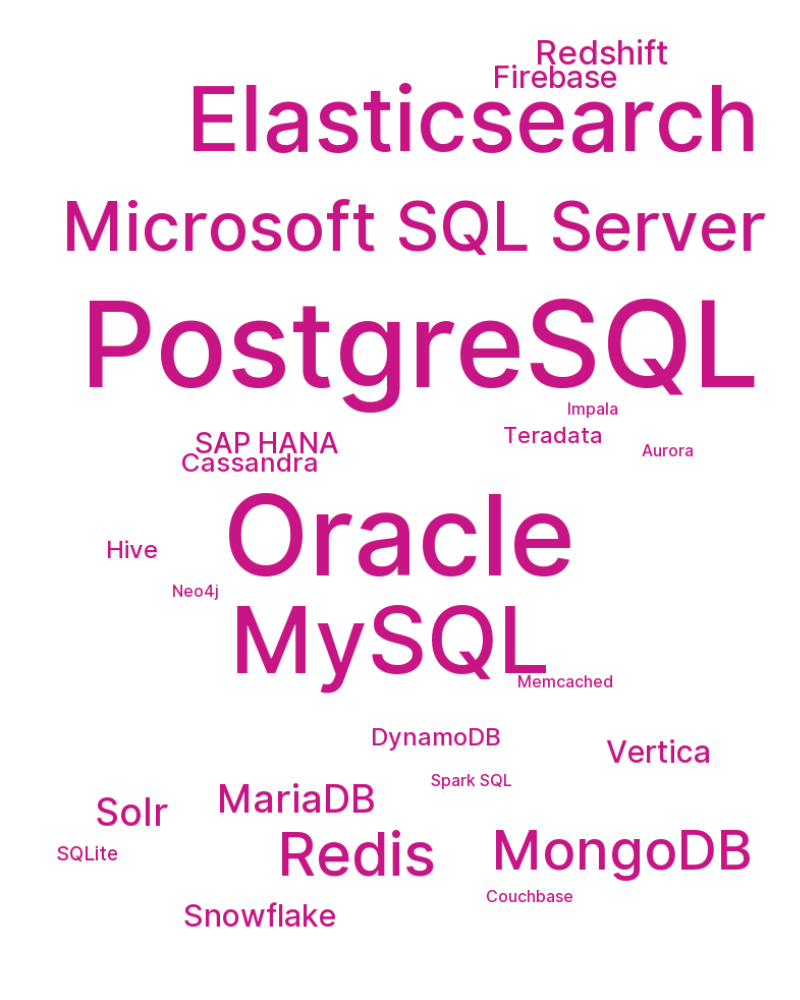 Redshift
Firebase
Elasticsearch
Microsoft SQL Server
PostgreSQL
Impala
Teradata
SAP HANA
Aurora
Cassandra
Oracle
Hive
Neo4j
MySQL
Memcached
DynamoDB
Vertica
Spark SQL
MariaDB
Solr
SQLite
Redis
MongoDB
Couchbase
Snowflake